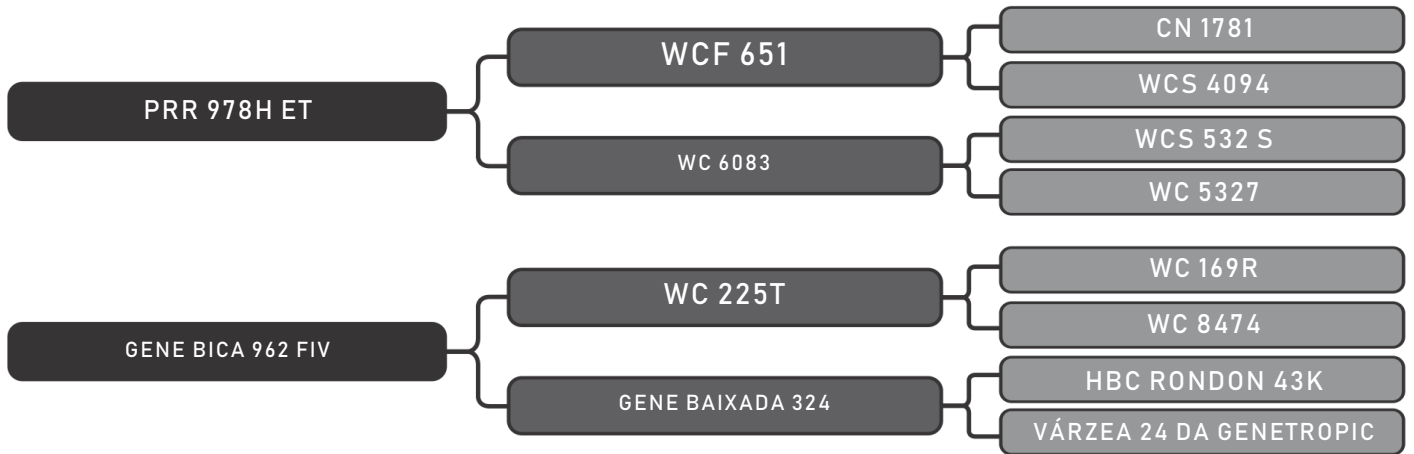 PRR 978H ET
WCF 651
CN 1781
WCS 4094
WC 6083
WCS 532 S
WC 5327
GENE BICA 962 FIV
WC 225T
WC 169R
WC 8474
GENE BAIXADA 324
HBC RONDON 43K
VÁRZEA 24 DA GENETROPIC